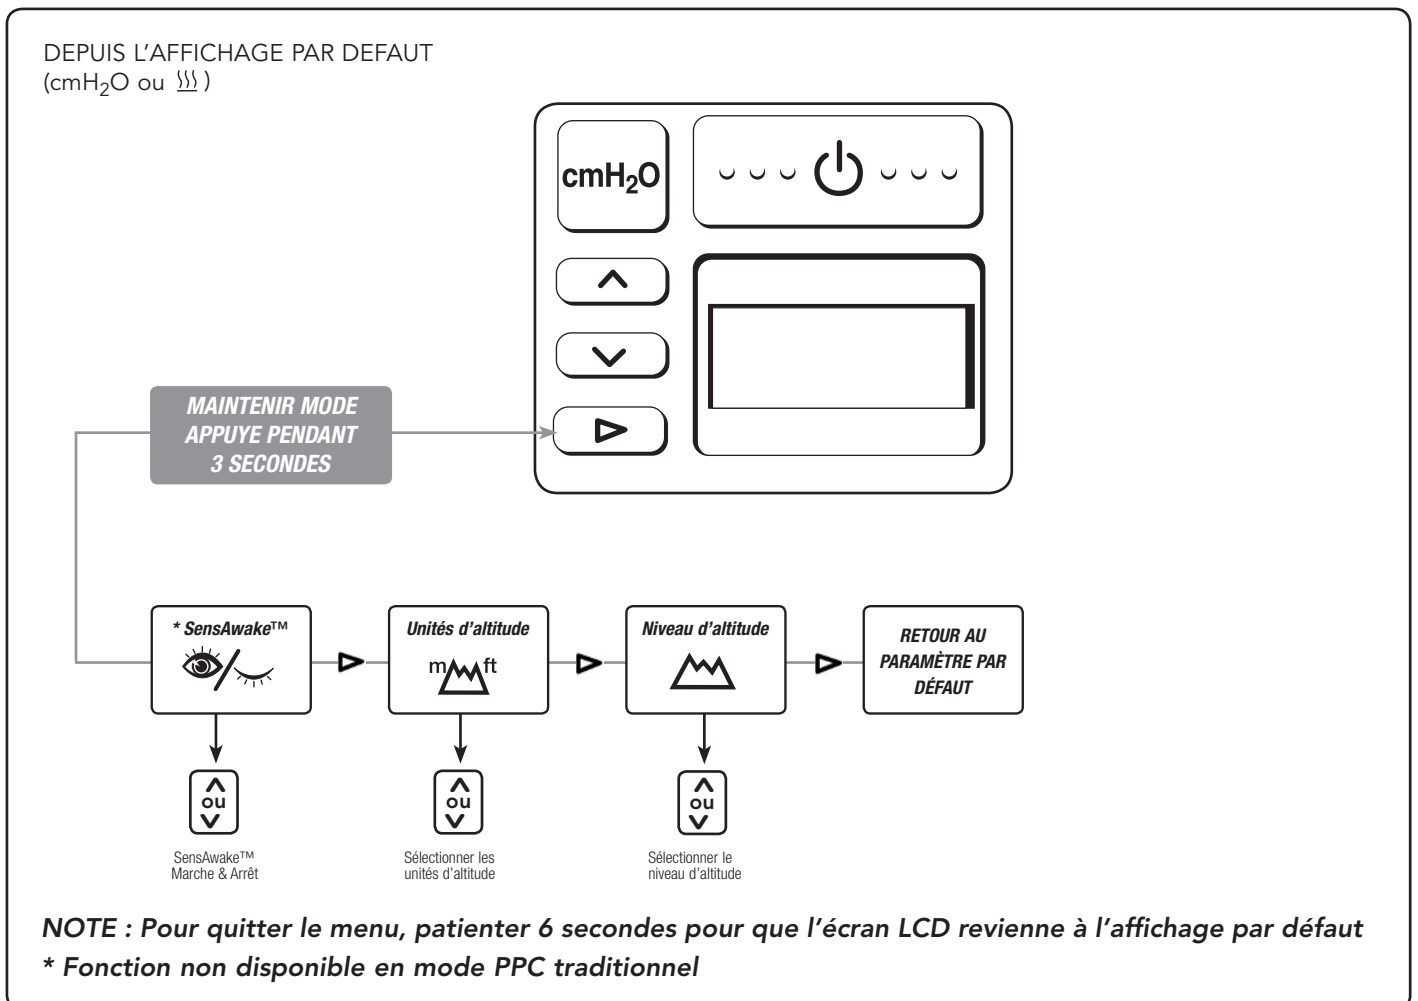 DEPUIS L'AFFICHAGE PAR DEFAUT
(cmH₂O ou )
cmH₂O
MAINTENIR MODE
APPUYE PENDANT
3 SECONDES
* SensAwake™
Unités d'altitude
m ft
Niveau d'altitude
RETOUR AU
PARAMÈTRE PAR
DÉFAUT
ou
ou
ou
SensAwake™
Marche & Arrêt
Sélectionner les
unités d'altitude
Sélectionner le
niveau d'altitude
NOTE : Pour quitter le menu, patienter 6 secondes pour que l'écran LCD revienne à l'affichage par défaut
* Fonction non disponible en mode PPC traditionnel